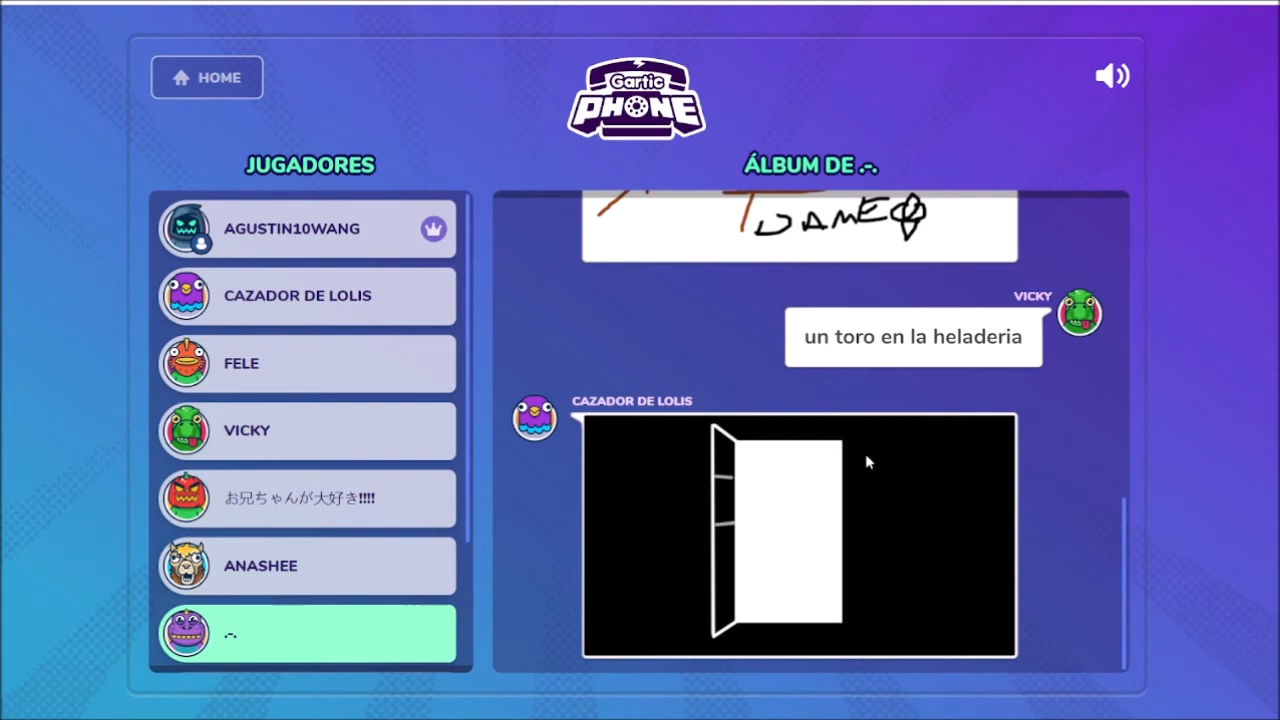 HOME
Gartic
PHONE
JUGADORES
ÁLBUM DE .-.
AGUSTIN10WANG
CAZADOR DE LOLIS
FELE
VICKY
お兄ちゃんが大好き!!!!
ANASHEE
.-.
DAME
VICKY
un toro en la heladeria
CAZADOR DE LOLIS